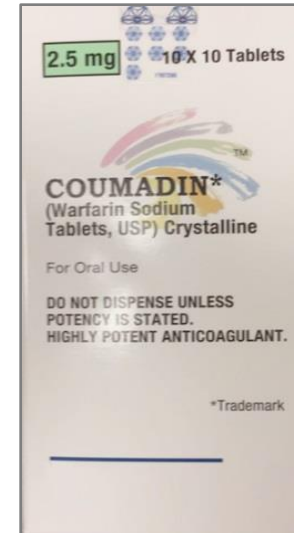 2.5 mg
10 X 10 Tablets
TM
COUMADIN*
(Warfarin Sodium
Tablets, USP) Crystalline
For Oral Use
DO NOT DISPENSE UNLESS
POTENCY IS STATED.
HIGHLY POTENT ANTICOAGULANT.
*Trademark